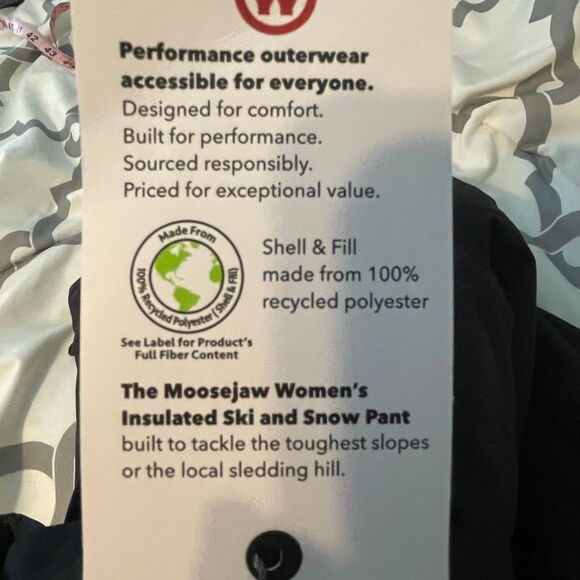 W
Performance outerwear
accessible for everyone.
Designed for comfort.
Built for performance.
Sourced responsibly.
Priced for exceptional value.
Made From
100% Recycled Polyester (Shell & Fill)
Shell & Fill
made from 100%
recycled polyester
See Label for Product's
Full Fiber Content
The Moosejaw Women's
Insulated Ski and Snow Pant
built to tackle the toughest slopes
or the local sledding hill.
42
43